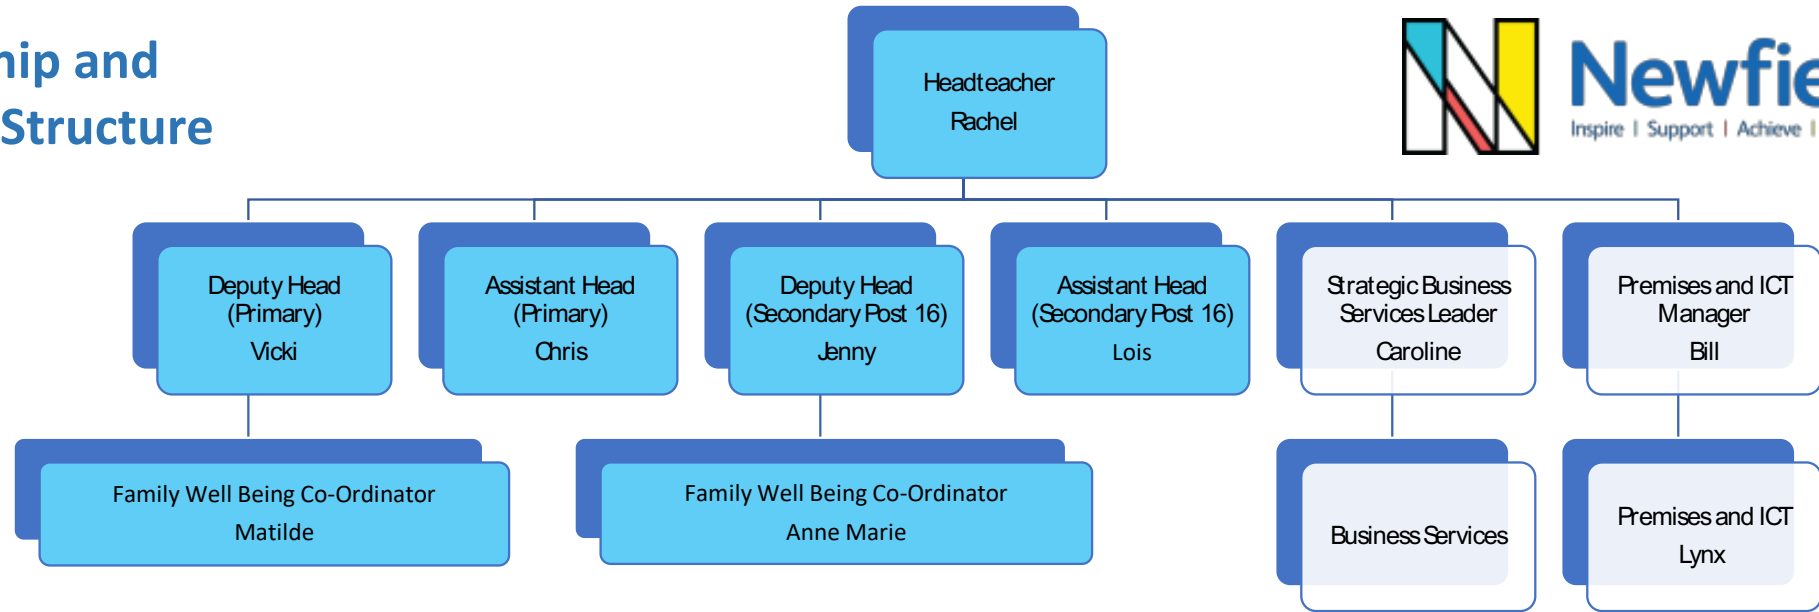 hip and
Structure
Headteacher
Rachel
Newfie
Inspire | Support | Achieve |
Deputy Head
(Primary)
Vicki
Assistant Head
(Primary)
Chris
Deputy Head
(Secondary Post 16)
Jenny
Assistant Head
(Secondary Post 16)
Lois
Strategic Business
Services Leader
Caroline
Premises and ICT
Manager
Bill
Family Well Being Co-Ordinator
Matilde
Family Well Being Co-Ordinator
Anne Marie
Business Services
Premises and ICT
Lynx